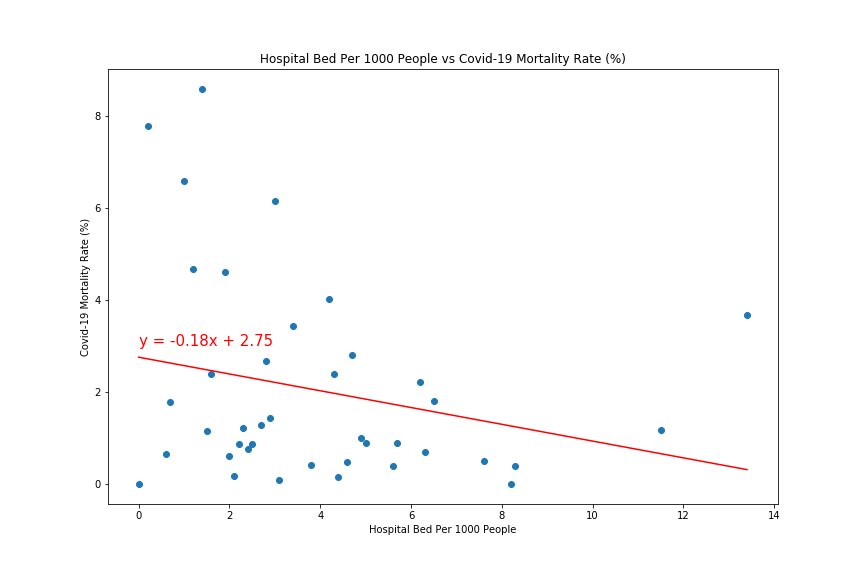 Hospital Bed Per 1000 People vs Covid-19 Mortality Rate (%)
8
6
4
2
0
Covid-19 Mortality Rate (%)
y = -0.18x + 2.75
0 2 4 6 8 10 12 14
Hospital Bed Per 1000 People